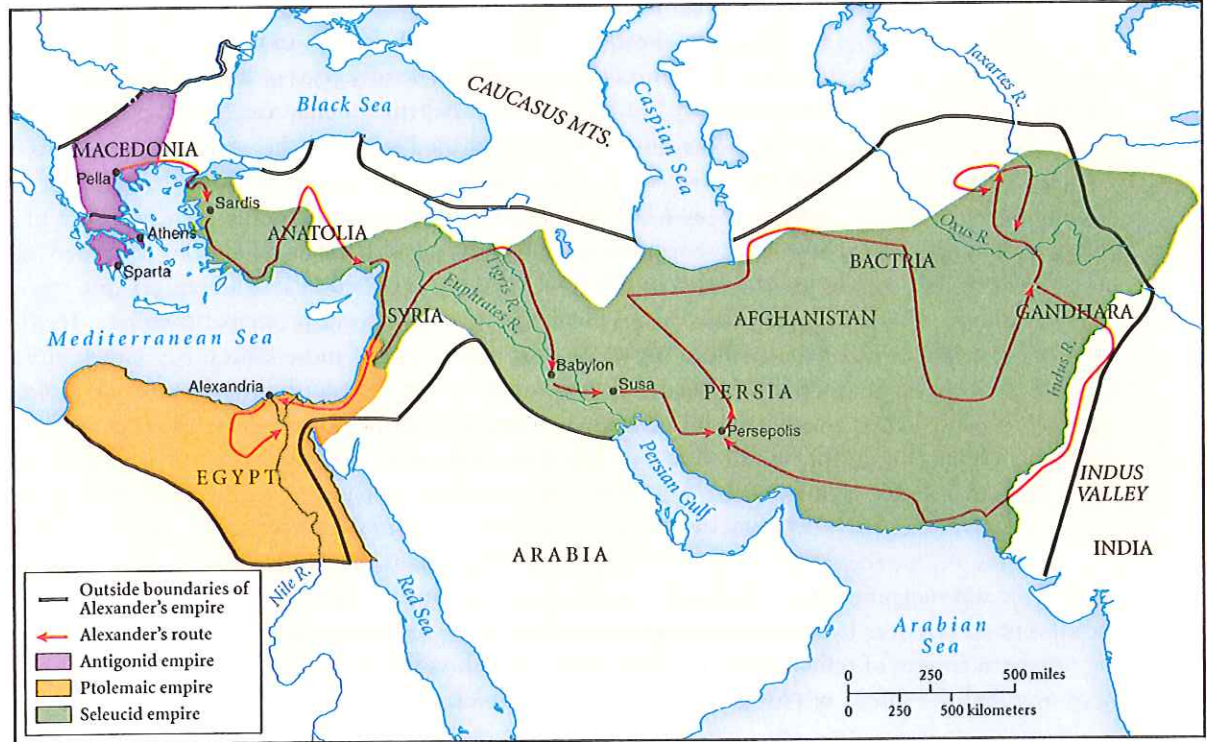 Black Sea
CAUCASUS MTS.
Caspian Sea
Jaxartes R.
MACEDONIA
Pella
Sardis
Athens
ANATOLIA
Sparta
Oxus R.
BACTRIA
Tigris R.
Euphrates R.
SYRIA
AFGHANISTAN
GANDHARA
Mediterranean Sea
Indus R.
Alexandria
Babylon
Susa
PERSIA
Persepolis
EGYPT
Persian Gulf
INDUS
VALLEY
ARABIA
INDIA
Nile R.
Red Sea
Arabian
Sea
Outside boundaries of
Alexander's empire
Alexander's route
Antigonid empire
Ptolemaic empire
Seleucid empire
0 250 500 miles
0 250 500 kilometers